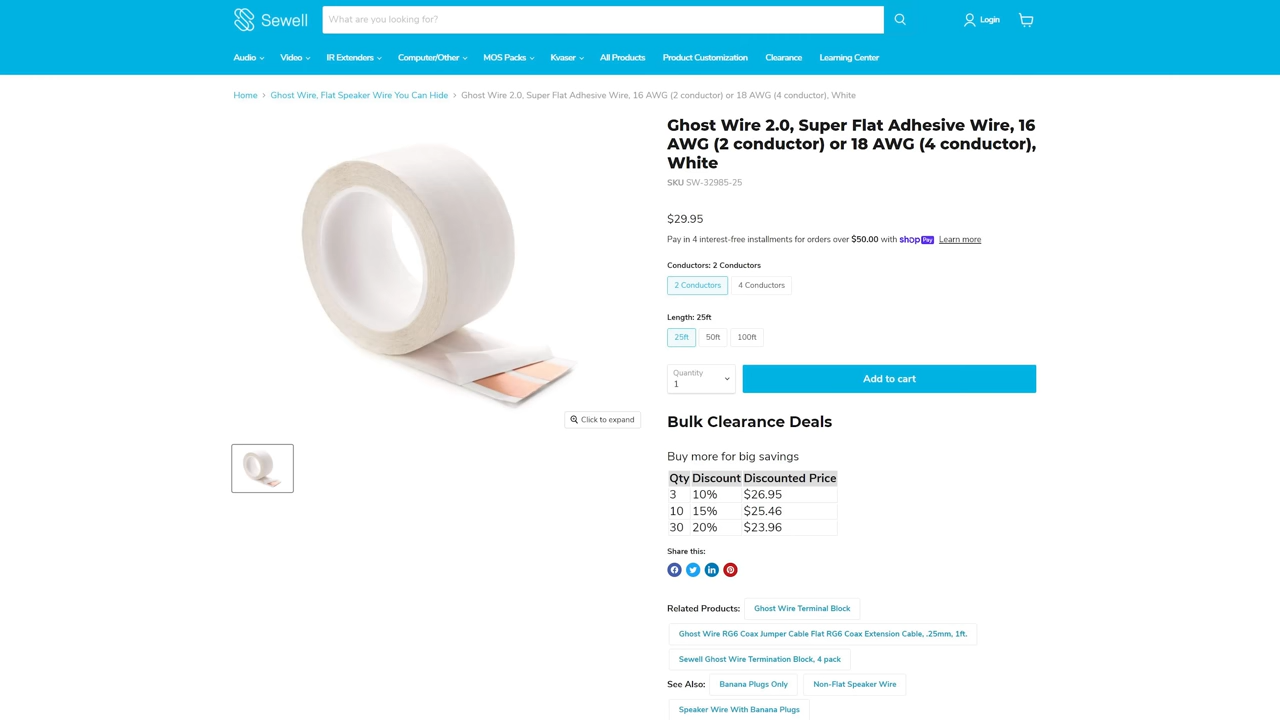 Sewell
What are you looking for?
Login
Audio
Video
IR Extenders
Computer/Other
MOS Packs
Kvaser
All Products
Product Customization
Clearance
Learning Center
Home > Ghost Wire, Flat Speaker Wire You Can Hide > Ghost Wire 2.0, Super Flat Adhesive Wire, 16 AWG (2 conductor) or 18 AWG (4 conductor), White
Click to expand
Ghost Wire 2.0, Super Flat Adhesive Wire, 16
AWG (2 conductor) or 18 AWG (4 conductor),
White
SKU SW-32985-25
$29.95
Pay in 4 interest-free installments for orders over $50.00 with shop Pay Learn more
Conductors: 2 Conductors
2 Conductors 4 Conductors
Length: 25ft
25ft 50ft 100ft
Quantity
1
Add to cart
Bulk Clearance Deals
Buy more for big savings
Qty Discount Discounted Price
3 10% $26.95
10 15% $25.46
30 20% $23.96
Share this:
Related Products: Ghost Wire Terminal Block
Ghost Wire RG6 Coax Jumper Cable Flat RG6 Coax Extension Cable, .25mm, 1ft.
Sewell Ghost Wire Termination Block, 4 pack
See Also: Banana Plugs Only Non-Flat Speaker Wire
Speaker Wire With Banana Plugs